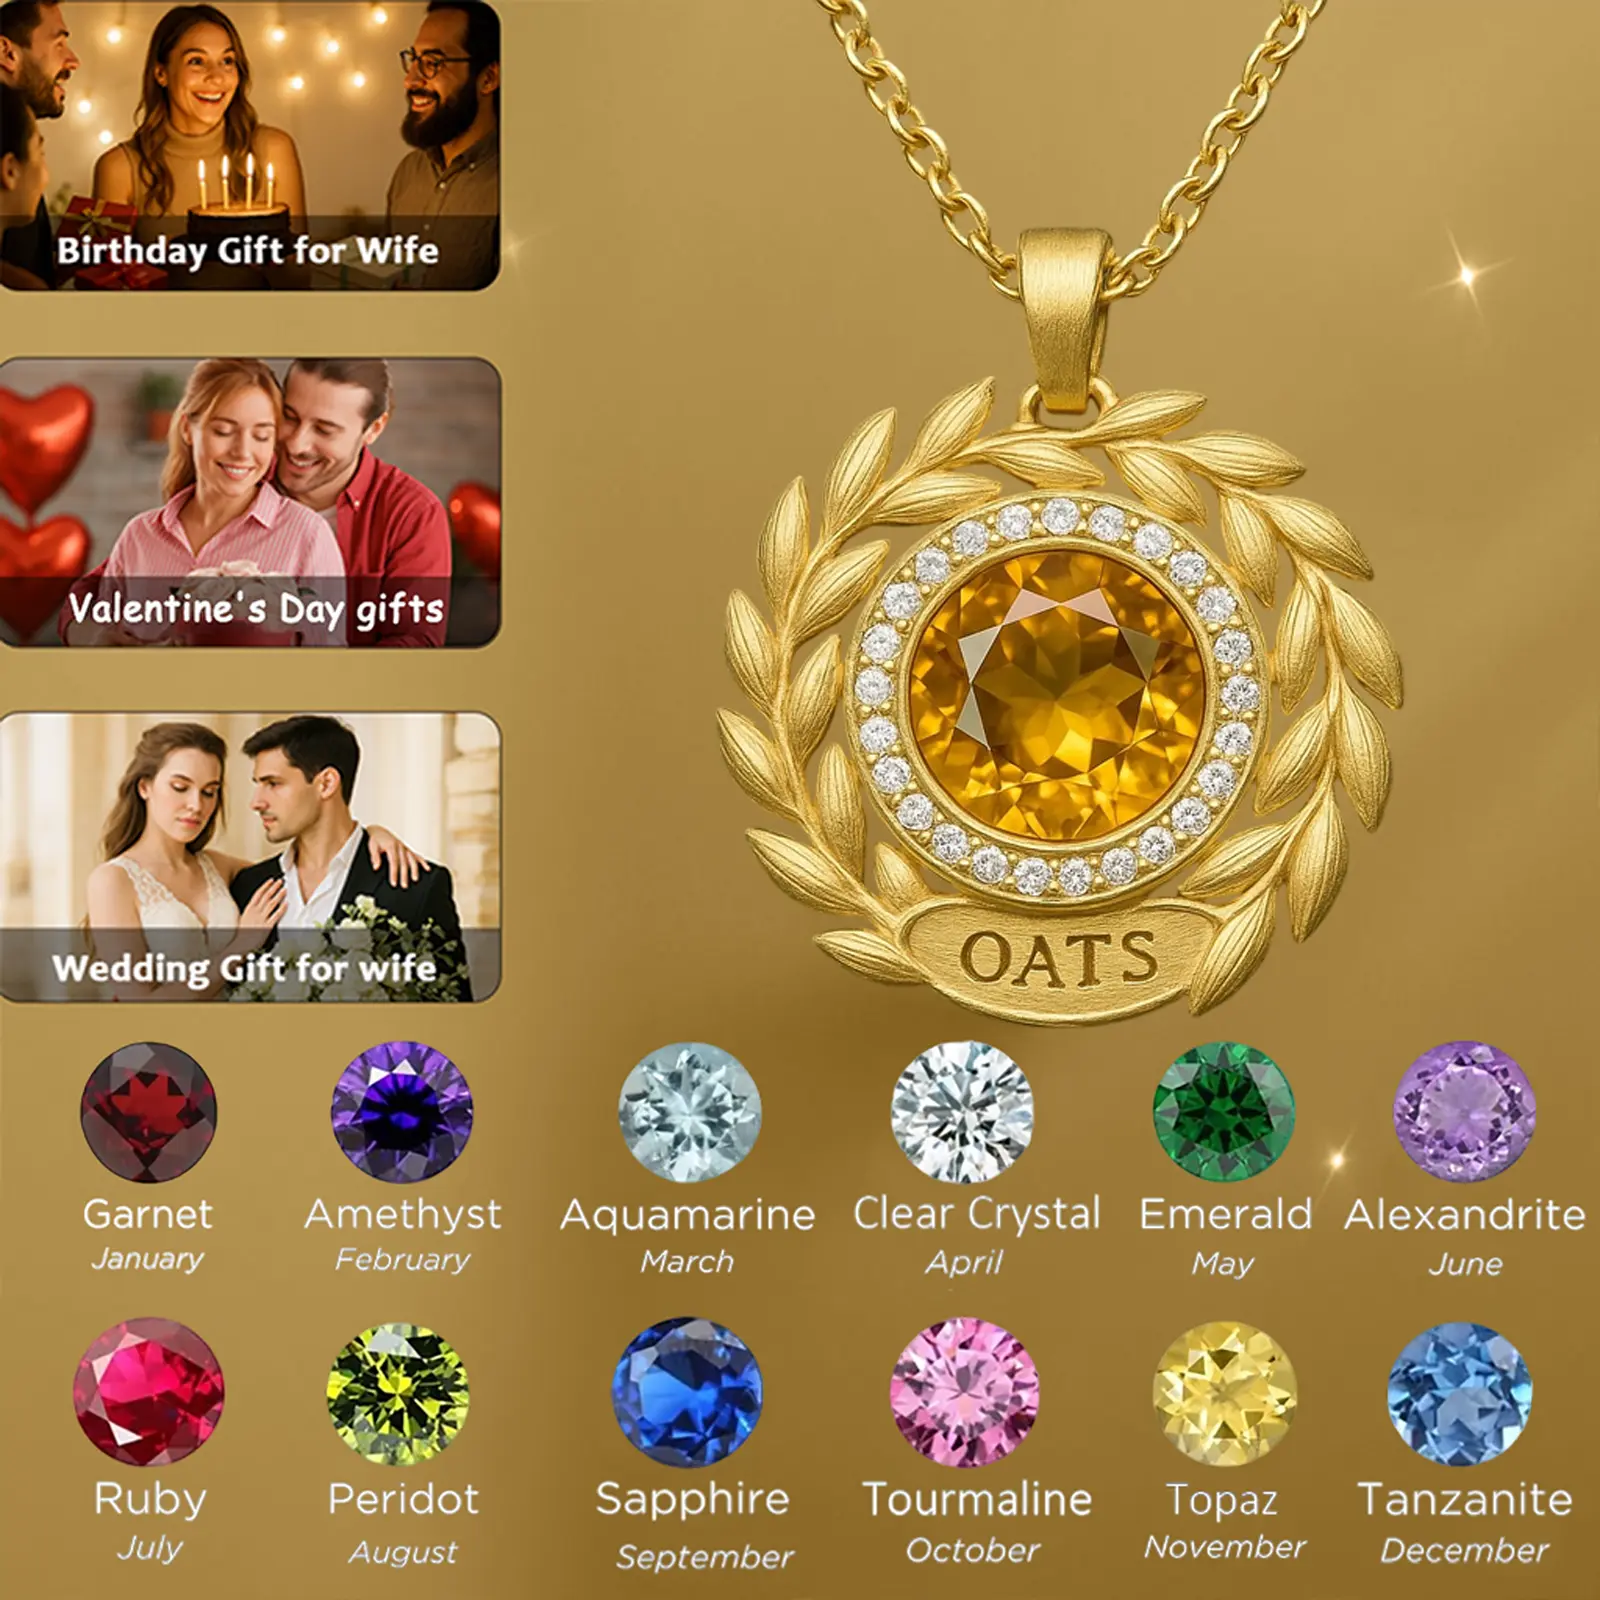 Birthday Gift for Wife
Valentine's Day gifts
Wedding Gift for wife
OATS
Garnet
January
Amethyst
February
Aquamarine
March
Clear Crystal
April
Emerald
May
Alexandrite
June
Ruby
July
Peridot
August
Sapphire
September
Tourmaline
October
Topaz
November
Tanzanite
December